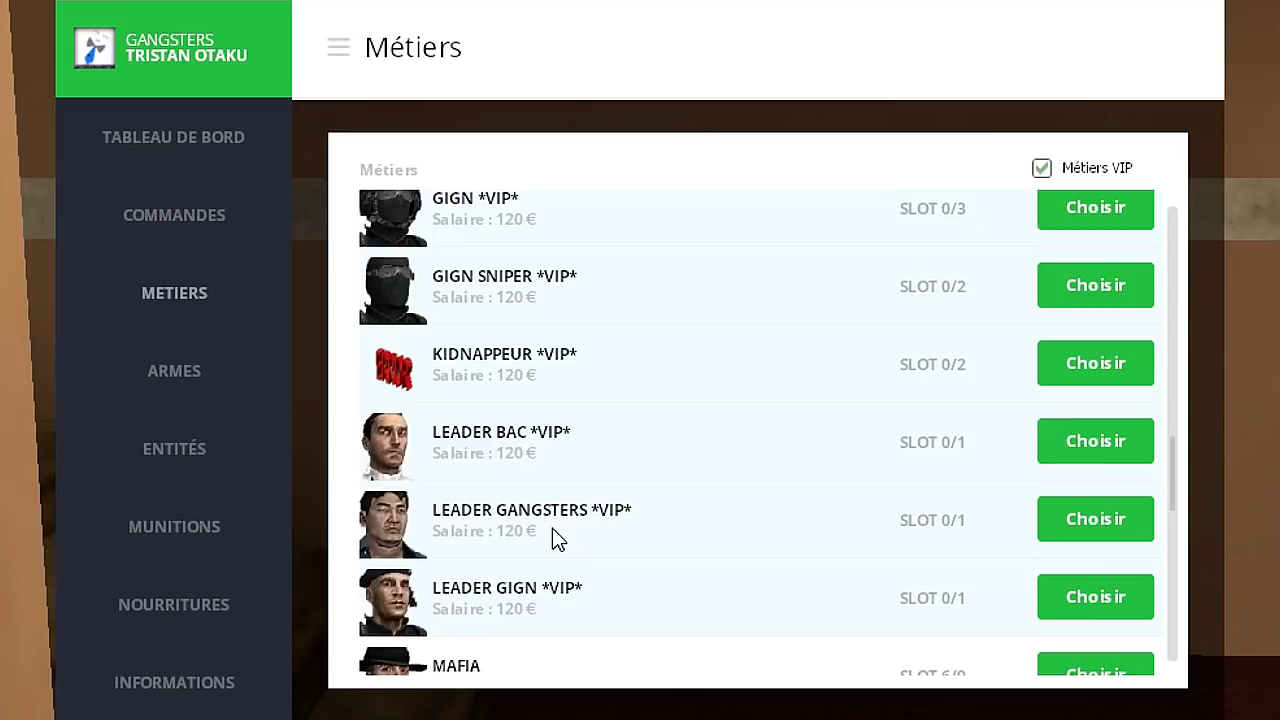 GANGSTERS
TRISTAN OTAKU
Métiers
TABLEAU DE BORD
COMMANDES
METIERS
ARMES
ENTITÉS
MUNITIONS
NOURRITURES
INFORMATIONS
Métiers
Métiers VIP
GIGN *VIP*
Salaire : 120 €
SLOT 0/3
Choisir
GIGN SNIPER *VIP*
Salaire : 120 €
SLOT 0/2
Choisir
KIDNAPPEUR *VIP*
Salaire : 120 €
SLOT 0/2
Choisir
LEADER BAC *VIP*
Salaire : 120 €
SLOT 0/1
Choisir
LEADER GANGSTERS *VIP*
Salaire : 120 €
SLOT 0/1
Choisir
LEADER GIGN *VIP*
Salaire : 120 €
SLOT 0/1
Choisir
MAFIA
SLOT
Choisir